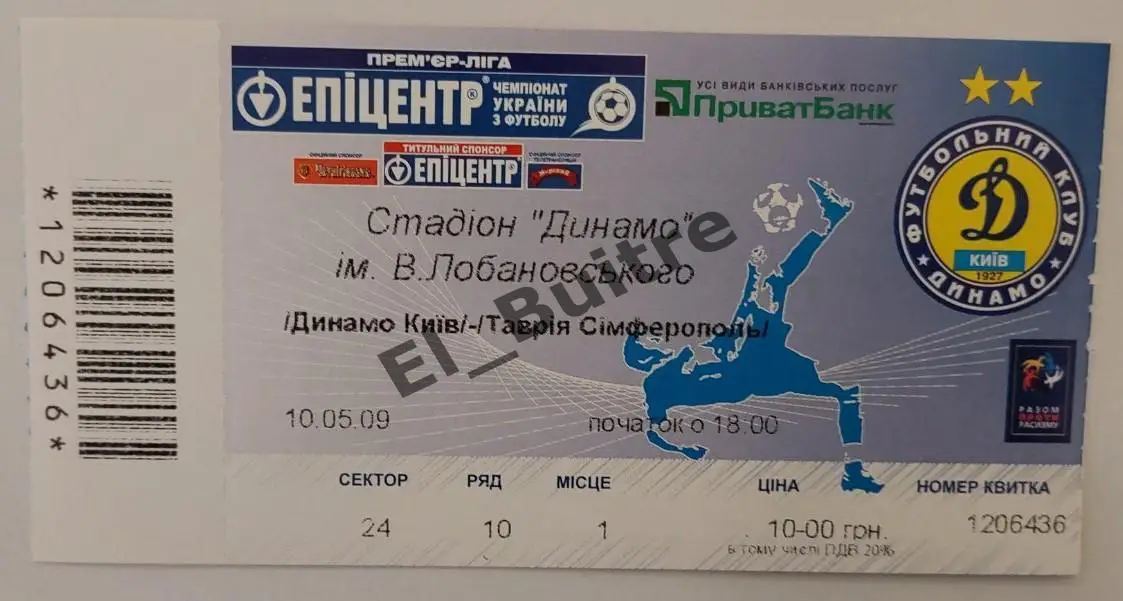 *1206436*
ПРЕМ'ЄР-ЛІГА
ЕПІЦЕНТР® ЧЕМПІОНАТ УКРАЇНИ З ФУТБОЛУ
УСІ ВИДИ БАНКІВСЬКИХ ПОСЛУГ
ПриватБанк
ТИТУЛЬНИЙ СПОНСОР
ЕПІЦЕНТР®
Стадіон "Динамо"
ім. В.Лобановського
El_Buitre
/Динамо Київ/-/Таврія Сімферополь/
10.05.09 початок о 18.00
ФУТБОЛЬНИЙ КЛУБ
Д
КИЇВ
1927
ДИНАМО
РАЗОМ
ПРОТИ
РАСИЗМУ
СЕКТОР РЯД МІСЦЕ ЦІНА НОМЕР КВИТКА
24 10 1 10-00 грн. 1206436
в тому числі ПДВ 20%